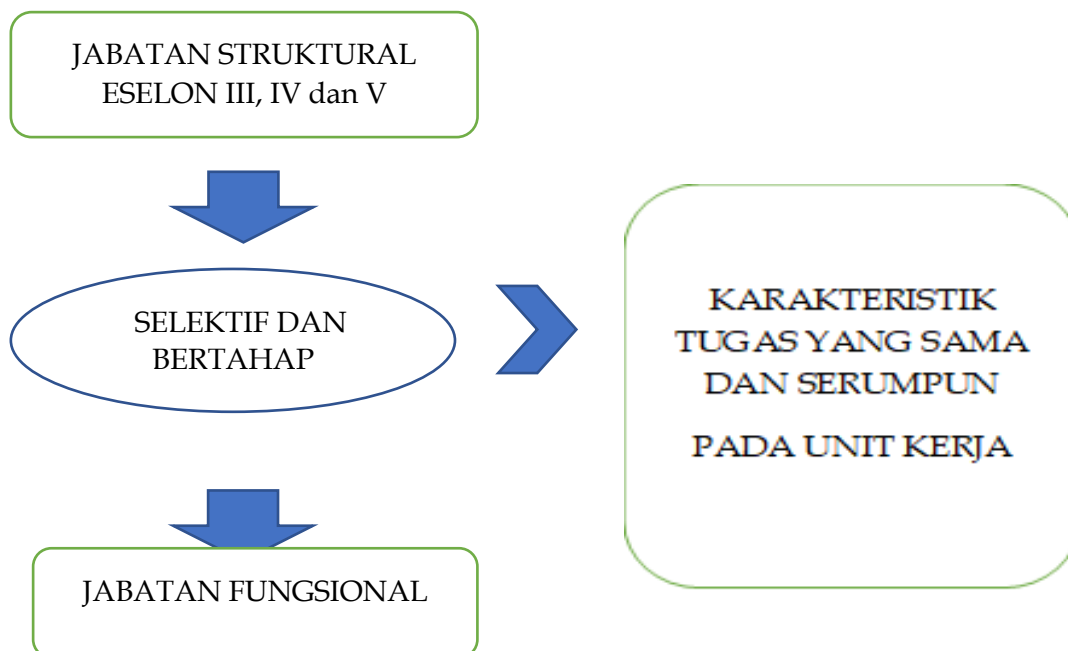 JABATAN STRUKTURAL
ESELON III, IV dan V
SELEKTIF DAN
BERTAHAP
KARAKTERISTIK
TUGAS YANG SAMA
DAN SERUMPUN
PADA UNIT KERJA
JABATAN FUNGSIONAL